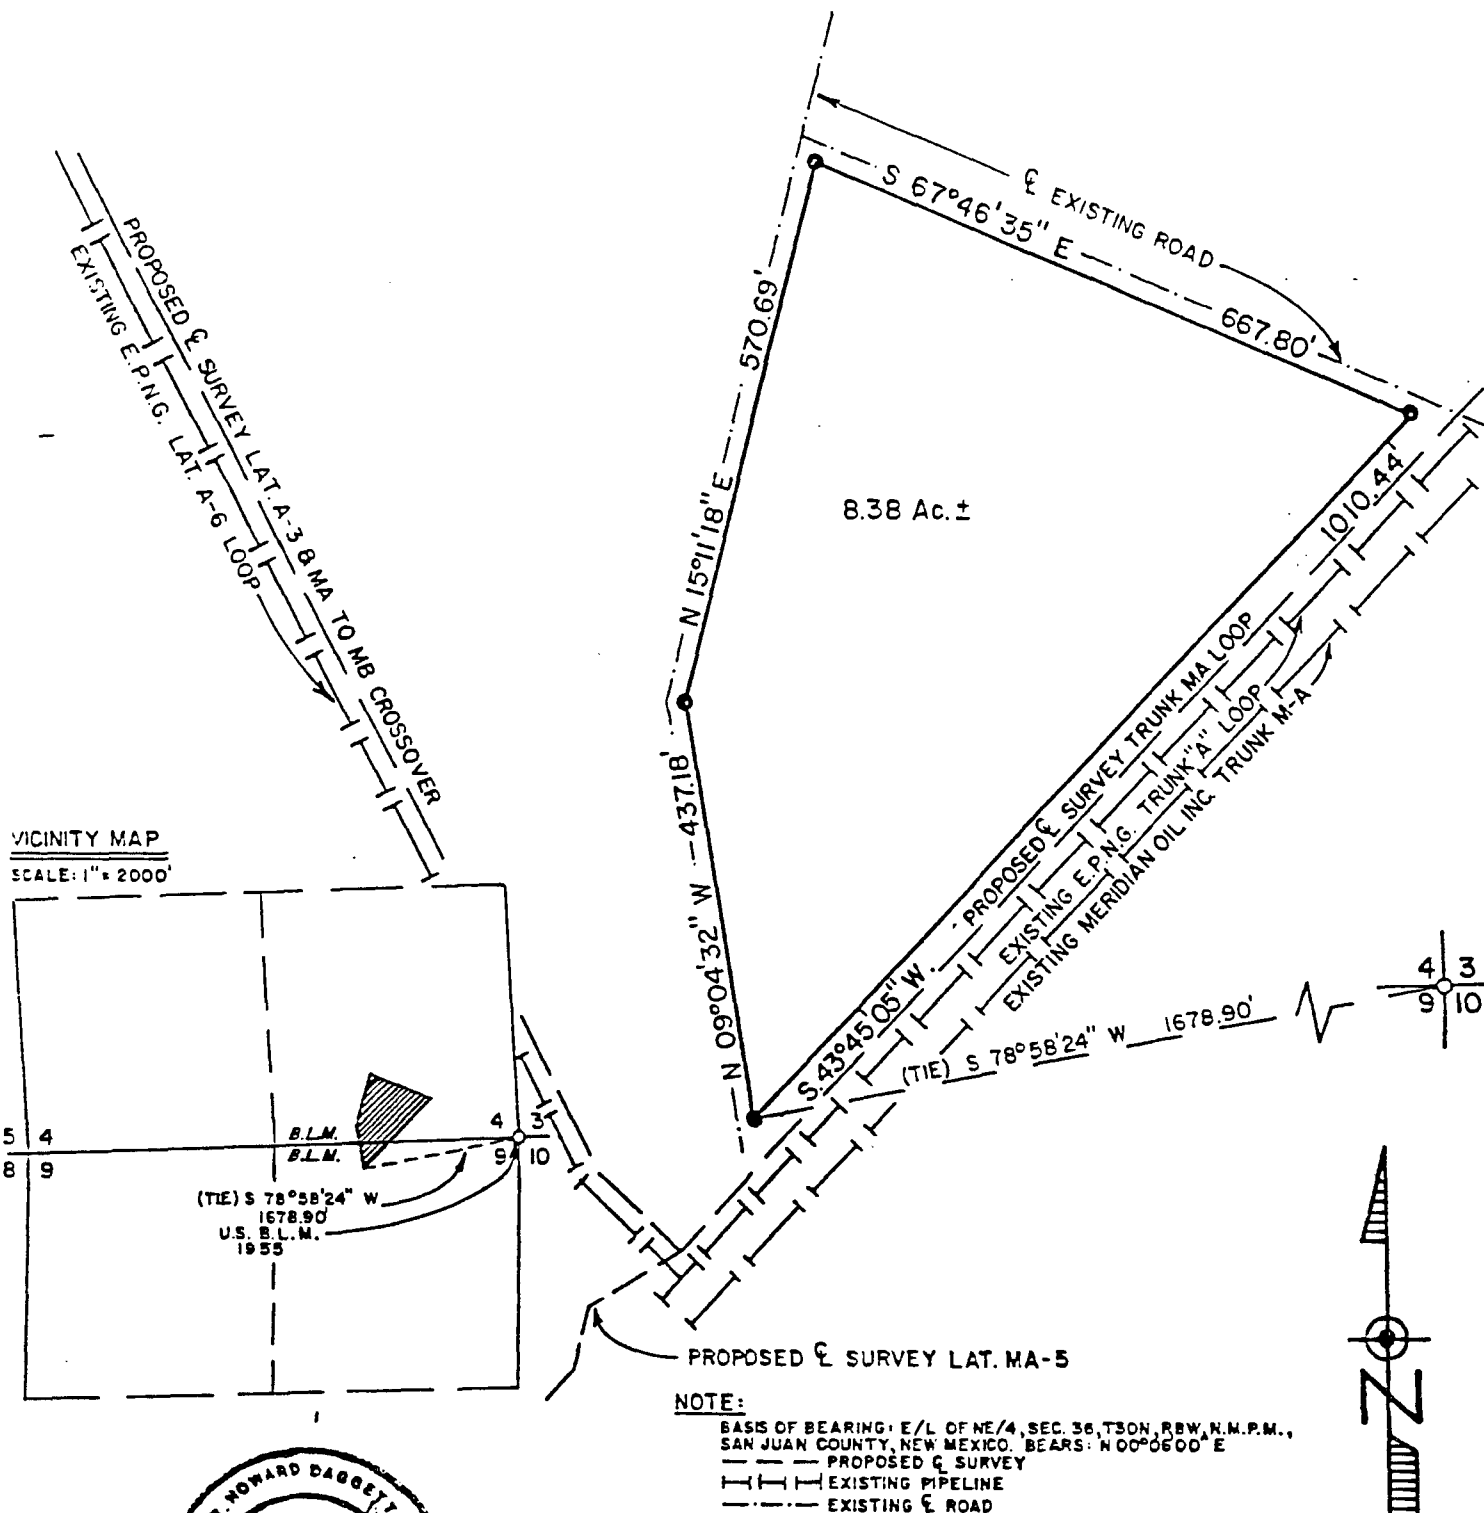 ℄ EXISTING ROAD
S 67°46'35" E
667.80'
PROPOSED ℄ SURVEY LAT. A-3 & MA TO MB CROSSOVER
EXISTING E.P.N.G. LAT. A-6 LOOP
570.69'
N 15°11'18" E
8.38 Ac. ±
1010.44'
437.18'
N 09°04'32" W
S. 43°45'05" W.
PROPOSED ℄ SURVEY TRUNK MA LOOP
EXISTING E.P.N.G. TRUNK "A" LOOP
EXISTING MERIDIAN OIL INC. TRUNK M-A
(TIE) S 78°58'24" W 1678.90'
4 3
9 10
VICINITY MAP
SCALE: 1" = 2000'
5 4
8 9
B.L.M.
B.L.M.
4 3
9 10
(TIE) S 78°58'24" W
1678.90'
U.S. B.L.M.
1955
PROPOSED ℄ SURVEY LAT. MA-5
N
NOTE:
BASIS OF BEARING: E/L OF NE/4, SEC. 36, T30N, R8W, N.M.P.M.,
SAN JUAN COUNTY, NEW MEXICO. BEARS: N 00°06'00" E
PROPOSED ℄ SURVEY
EXISTING PIPELINE
EXISTING ℄ ROAD
HOWARD DAGGETT